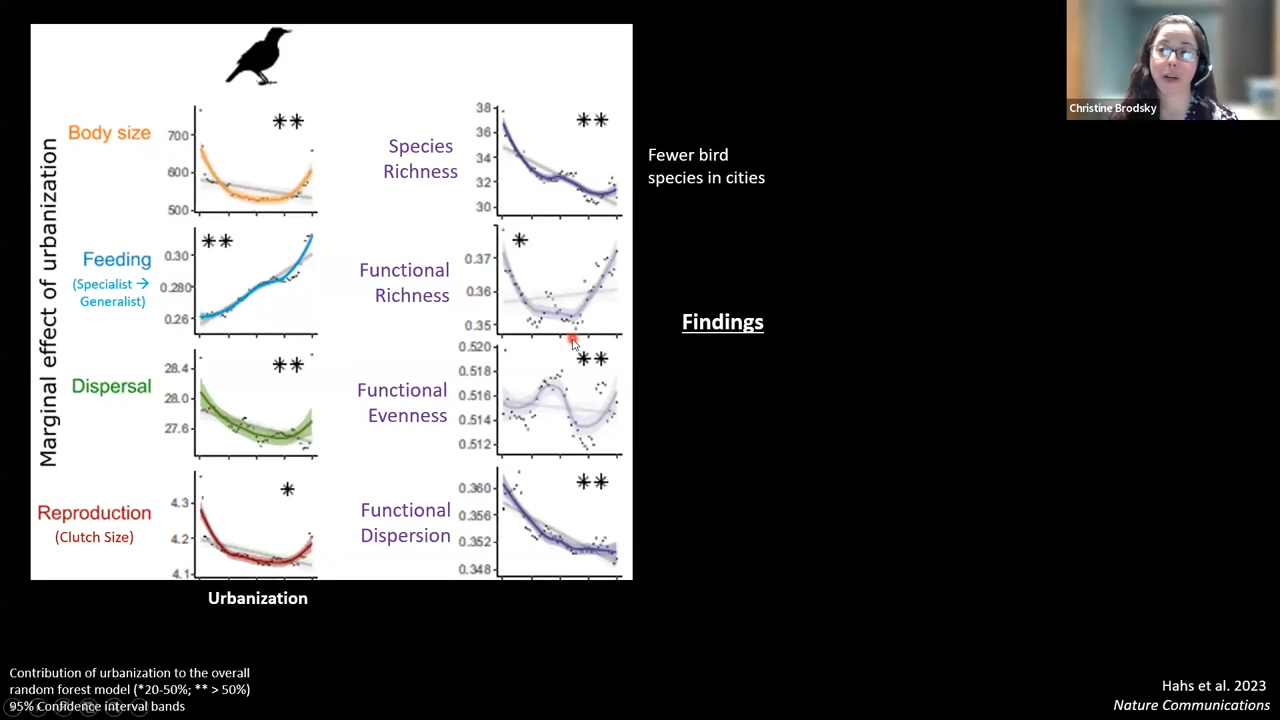 Marginal effect of urbanization
Body size
**
700
600
500
Feeding
(Specialist →
Generalist)
**
0.30
0.280
0.26
Dispersal
**
28.4
28.0
27.6
Reproduction
(Clutch Size)
*
4.3
4.2
4.1
Urbanization
Species
Richness
**
38
36
34
32
30
Functional
Richness
*
0.37
0.36
0.35
Functional
Evenness
**
0.520
0.518
0.516
0.514
0.512
Functional
Dispersion
**
0.360
0.356
0.352
0.348
Fewer bird
species in cities
Findings
Christine Brodsky
Contribution of urbanization to the overall
random forest model (*20-50%; ** > 50%)
95% Confidence interval bands
Hahs et al. 2023
Nature Communications